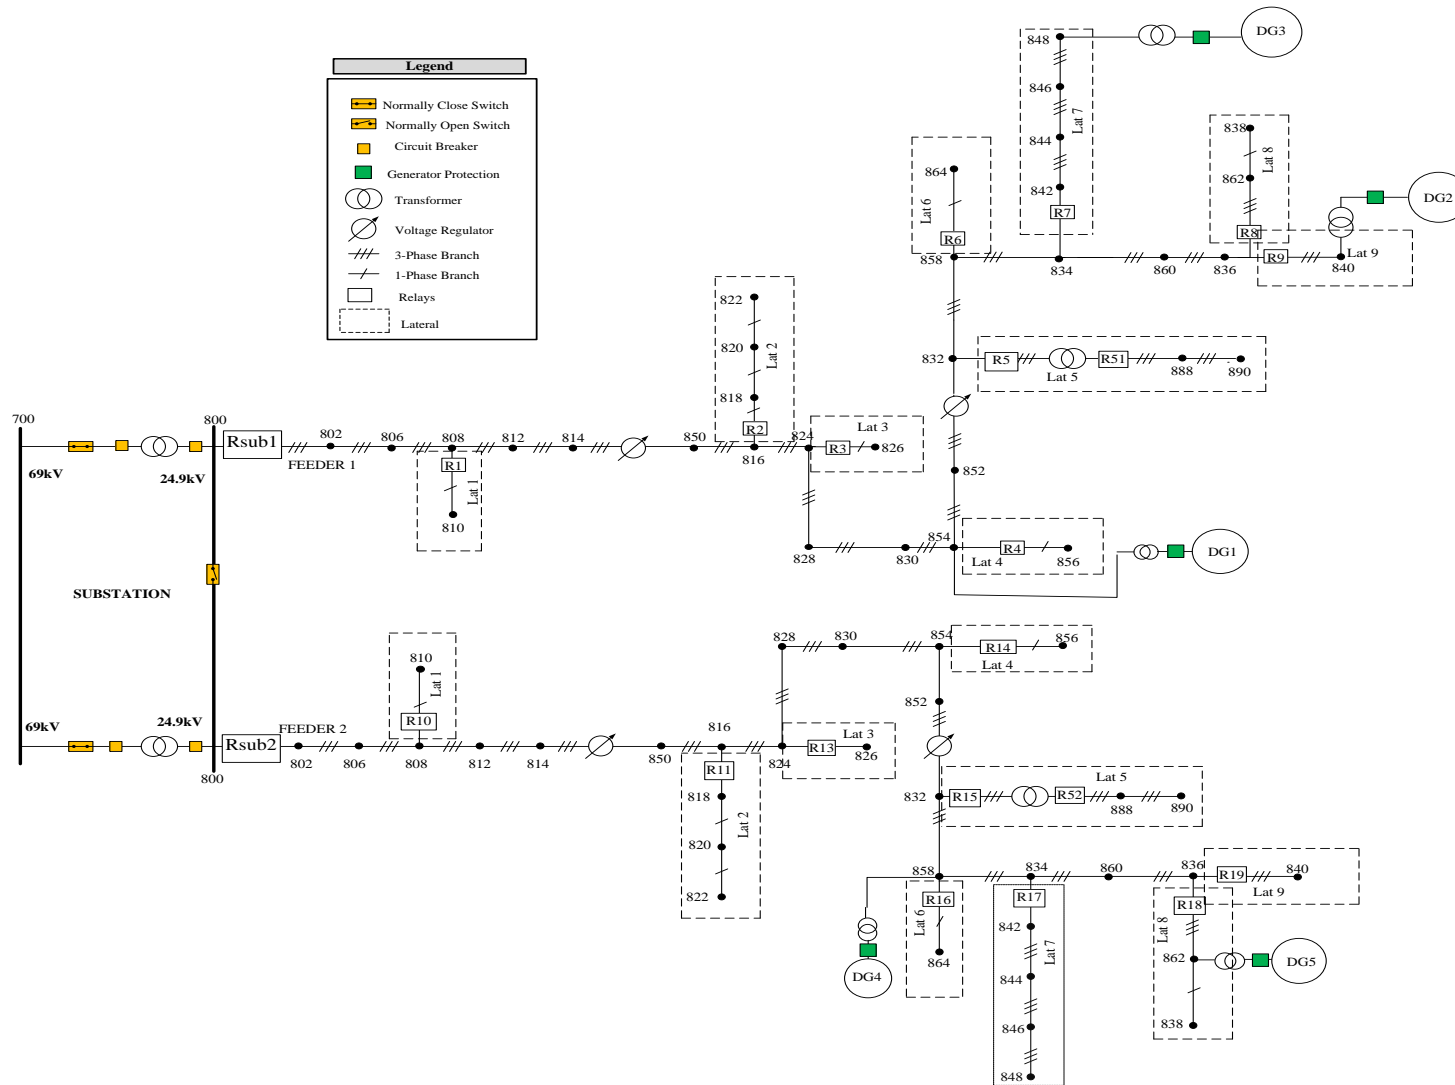 Legend
Normally Close Switch
Normally Open Switch
Circuit Breaker
Generator Protection
Transformer
Voltage Regulator
3-Phase Branch
1-Phase Branch
Relays
Lateral
848
DG3
846
Lat 7
844
842
R7
834
838
Lat 8
862
R8
DG2
864
Lat 6
R6
858
860
836
R9
Lat 9
840
822
820
Lat 2
818
R2
816
832
R5
R51
888
890
Lat 5
700
800
Rsub1
802
806
808
812
814
850
824
R3
826
Lat 3
69kV
24.9kV
FEEDER 1
R1
Lat 1
810
852
828
830
854
R4
Lat 4
856
DG1
SUBSTATION
828
830
854
R14
856
Lat 4
810
Lat 1
R10
852
69kV
24.9kV
FEEDER 2
Rsub2
800
802
806
808
812
814
850
816
824
R13
Lat 3
826
R11
818
820
Lat 2
822
832
R15
R52
888
890
Lat 5
858
834
860
836
R19
840
Lat 9
R16
Lat 6
864
R17
842
Lat 7
844
846
848
R18
Lat 8
862
838
DG4
DG5